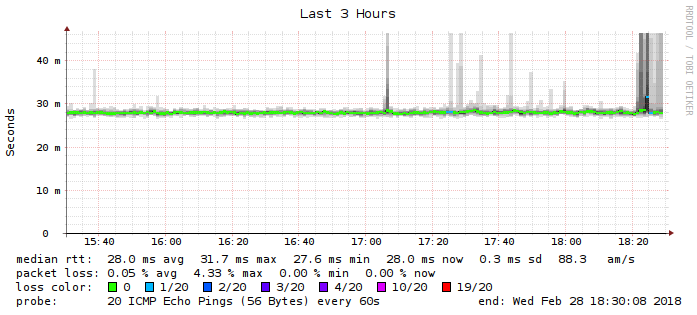 Last 3 Hours
RRDTOOL / TOBI OETIKER
Seconds
40 m
30 m
20 m
10 m
0
15:40 16:00 16:20 16:40 17:00 17:20 17:40 18:00 18:20
median rtt: 28.0 ms avg 31.7 ms max 27.6 ms min 28.0 ms now 0.3 ms sd 88.3 am/s
packet loss: 0.05 % avg 4.33 % max 0.00 % min 0.00 % now
loss color: 0 1/20 2/20 3/20 4/20 10/20 19/20
probe: 20 ICMP Echo Pings (56 Bytes) every 60s end: Wed Feb 28 18:30:08 2018